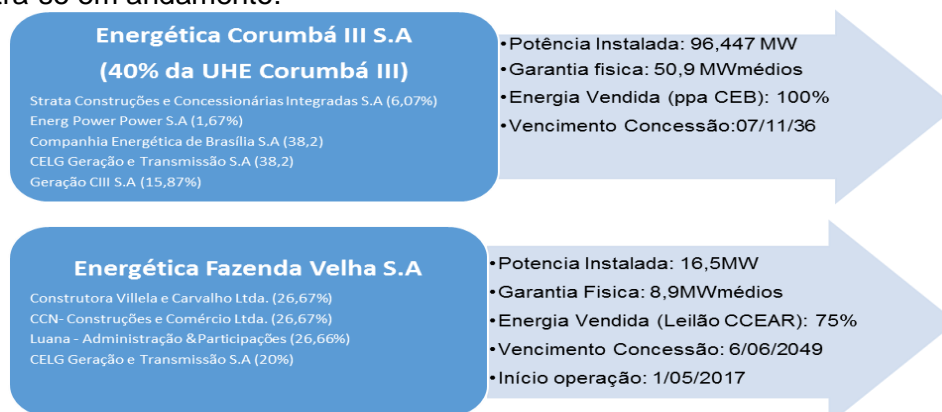 ra-se em andamento.
Energética Corumbá III S.A
(40% da UHE Corumbá III)
Strata Construções e Concessionárias Integradas S.A (6,07%)
Energ Power Power S.A (1,67%)
Companhia Energética de Brasília S.A (38,2)
CELG Geração e Transmissão S.A (38,2)
Geração CIII S.A (15,87%)
•Potência Instalada: 96,447 MW
•Garantia fisica: 50,9 MWmédios
•Energia Vendida (ppa CEB): 100%
•Vencimento Concessão:07/11/36
Energética Fazenda Velha S.A
Construtora Villela e Carvalho Ltda. (26,67%)
CCN- Construções e Comércio Ltda. (26,67%)
Luana - Administração &Participações (26,66%)
CELG Geração e Transmissão S.A (20%)
•Potencia Instalada: 16,5MW
•Garantia Fisica: 8,9MWmédios
•Energia Vendida (Leilão CCEAR): 75%
•Vencimento Concessão: 6/06/2049
•Início operação: 1/05/2017